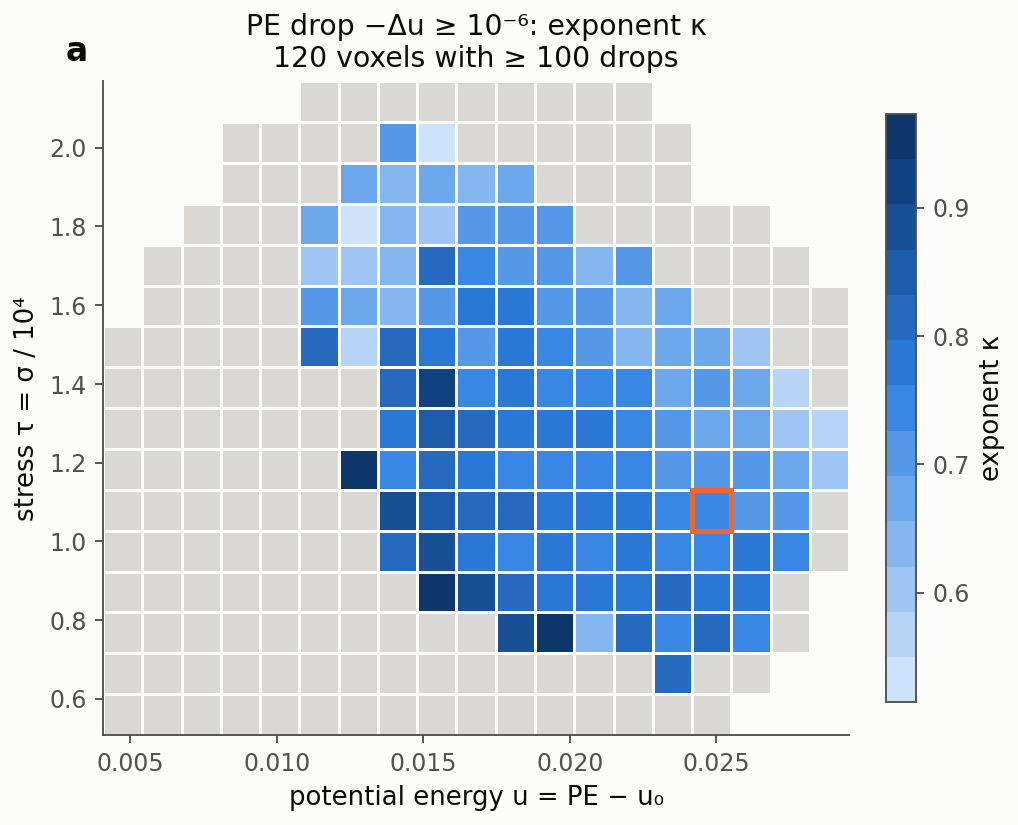 a
PE drop −Δu ≥ 10⁻⁶: exponent κ
120 voxels with ≥ 100 drops
stress τ = σ / 10⁴
2.0
1.8
1.6
1.4
1.2
1.0
0.8
0.6
0.005
0.010
0.015
0.020
0.025
potential energy u = PE − u₀
0.9
0.8
0.7
0.6
exponent κ